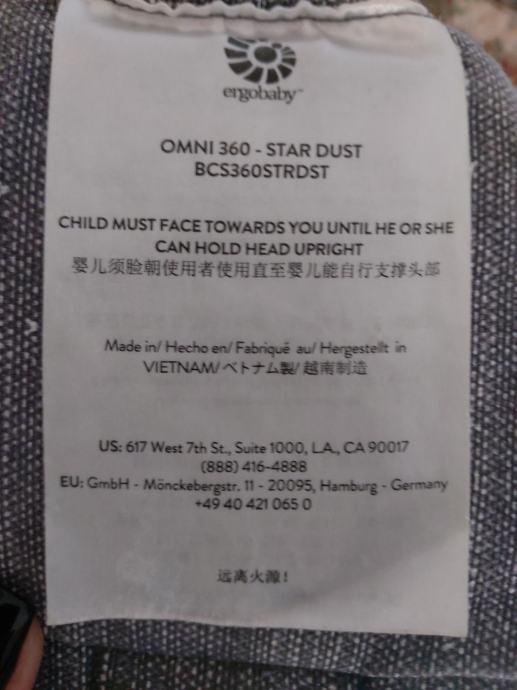 ergobaby™
OMNI 360 - STAR DUST
BCS360STRDST
CHILD MUST FACE TOWARDS YOU UNTIL HE OR SHE
CAN HOLD HEAD UPRIGHT
婴儿须脸朝使用者使用直至婴儿能自行支撑头部
Made in/ Hecho en/ Fabriqué au/ Hergestellt in
VIETNAM/ベトナム製/ 越南制造
US: 617 West 7th St., Suite 1000, L.A., CA 90017
(888) 416-4888
EU: GmbH - Mönckebergstr. 11 - 20095, Hamburg - Germany
+49 40 421 065 0
远离火源！